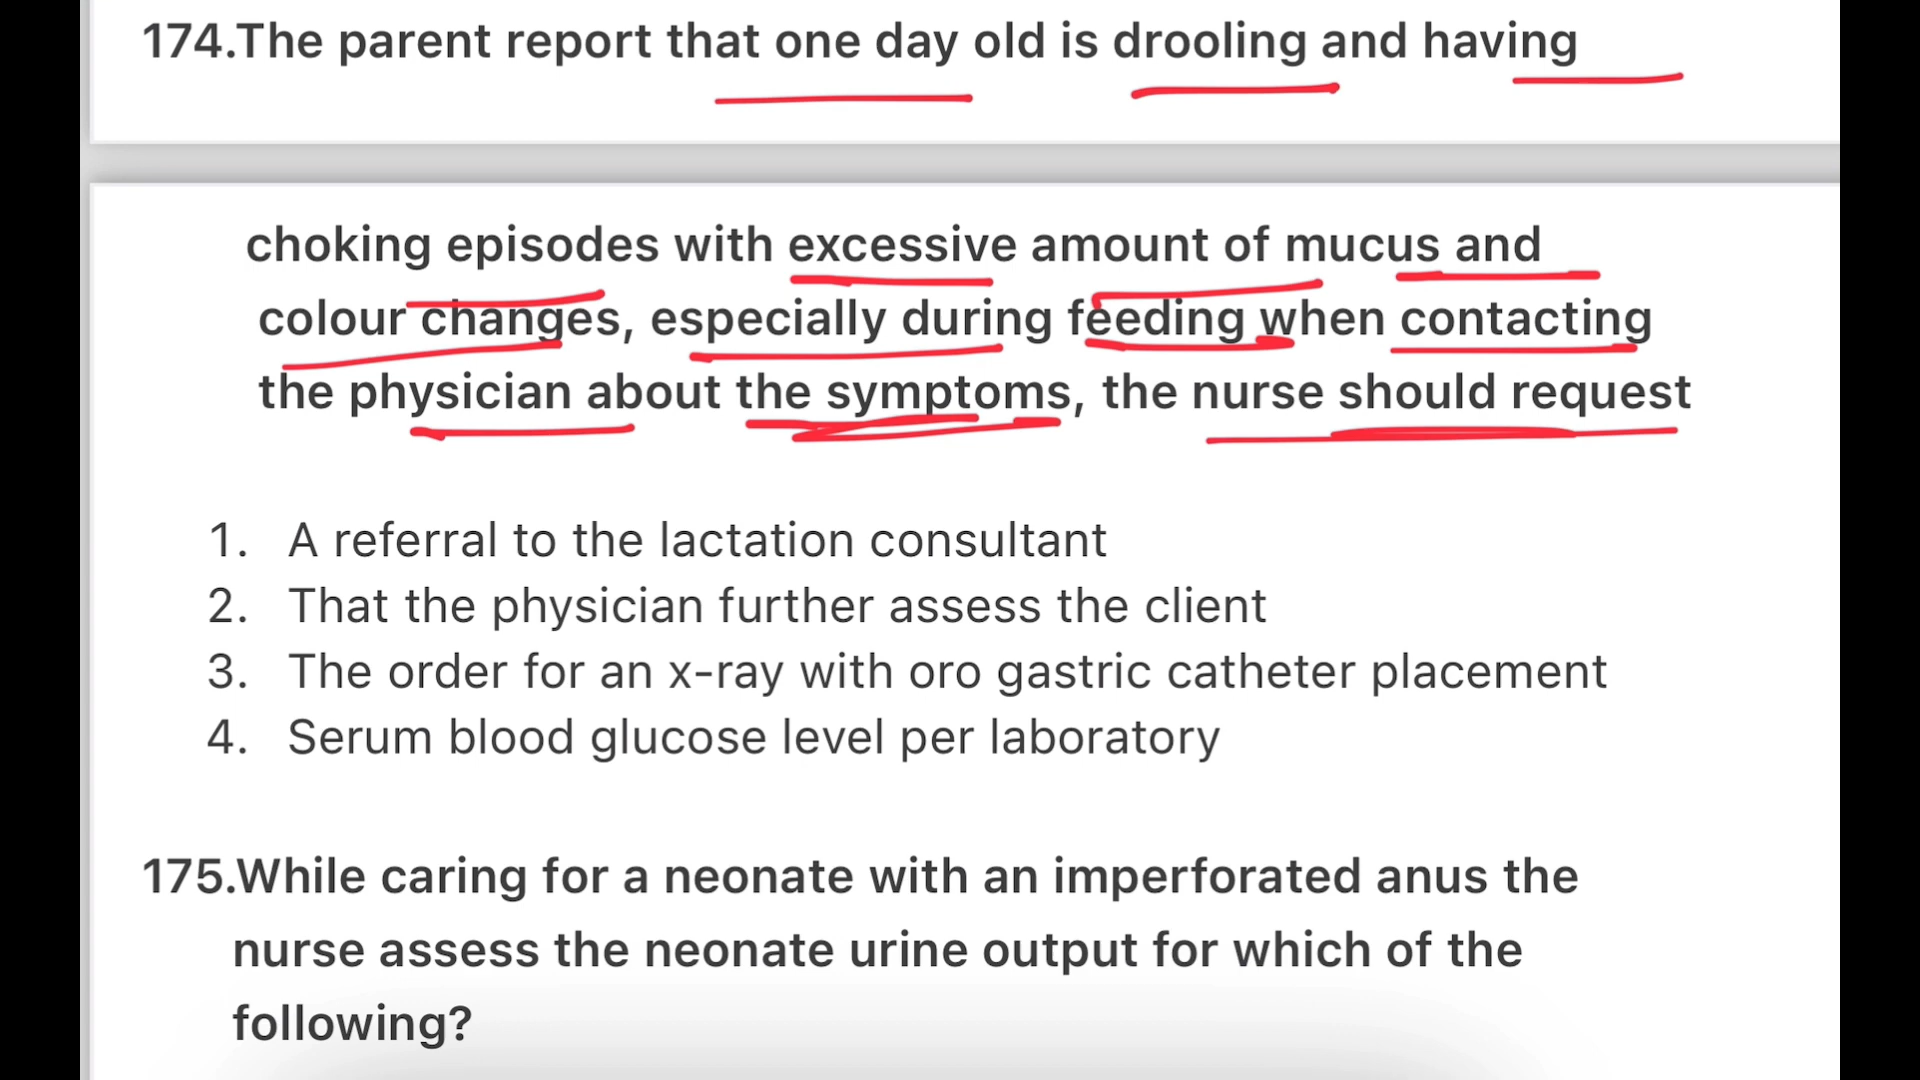 174.The parent report that one day old is drooling and having
choking episodes with excessive amount of mucus and
colour changes, especially during feeding when contacting
the physician about the symptoms, the nurse should request
1. A referral to the lactation consultant
2. That the physician further assess the client
3. The order for an x-ray with oro gastric catheter placement
4. Serum blood glucose level per laboratory
175.While caring for a neonate with an imperforated anus the
nurse assess the neonate urine output for which of the
following?